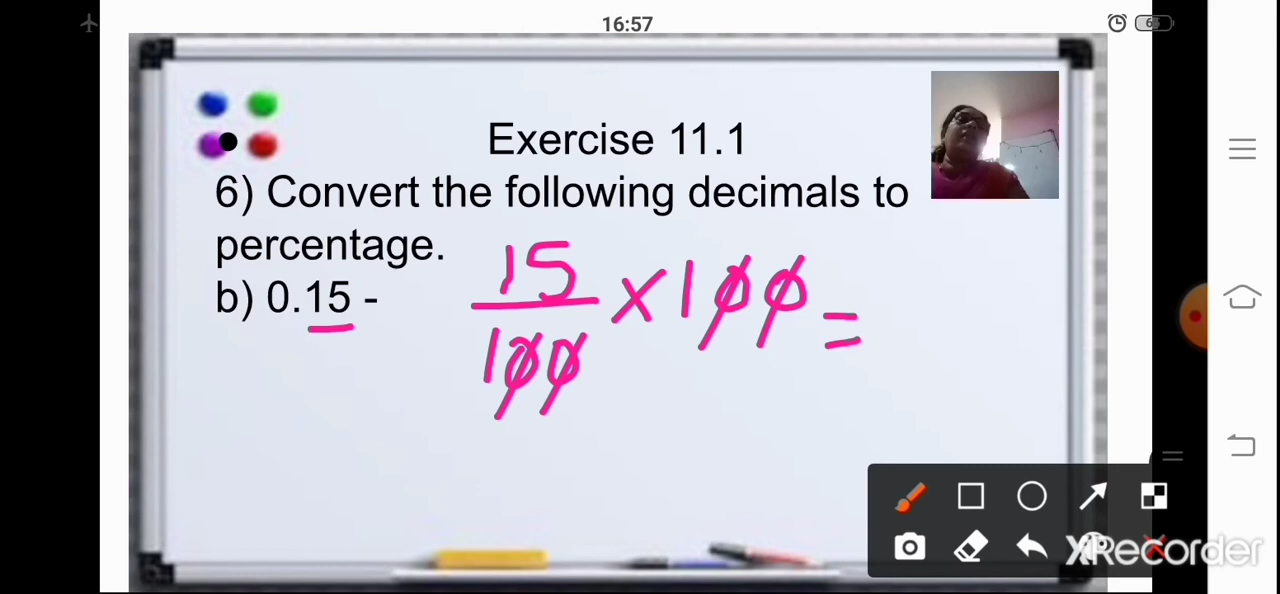 16:57
Exercise 11.1
6) Convert the following decimals to
percentage.
b) 0.15 - 15/100 × 100 =
XRecorder